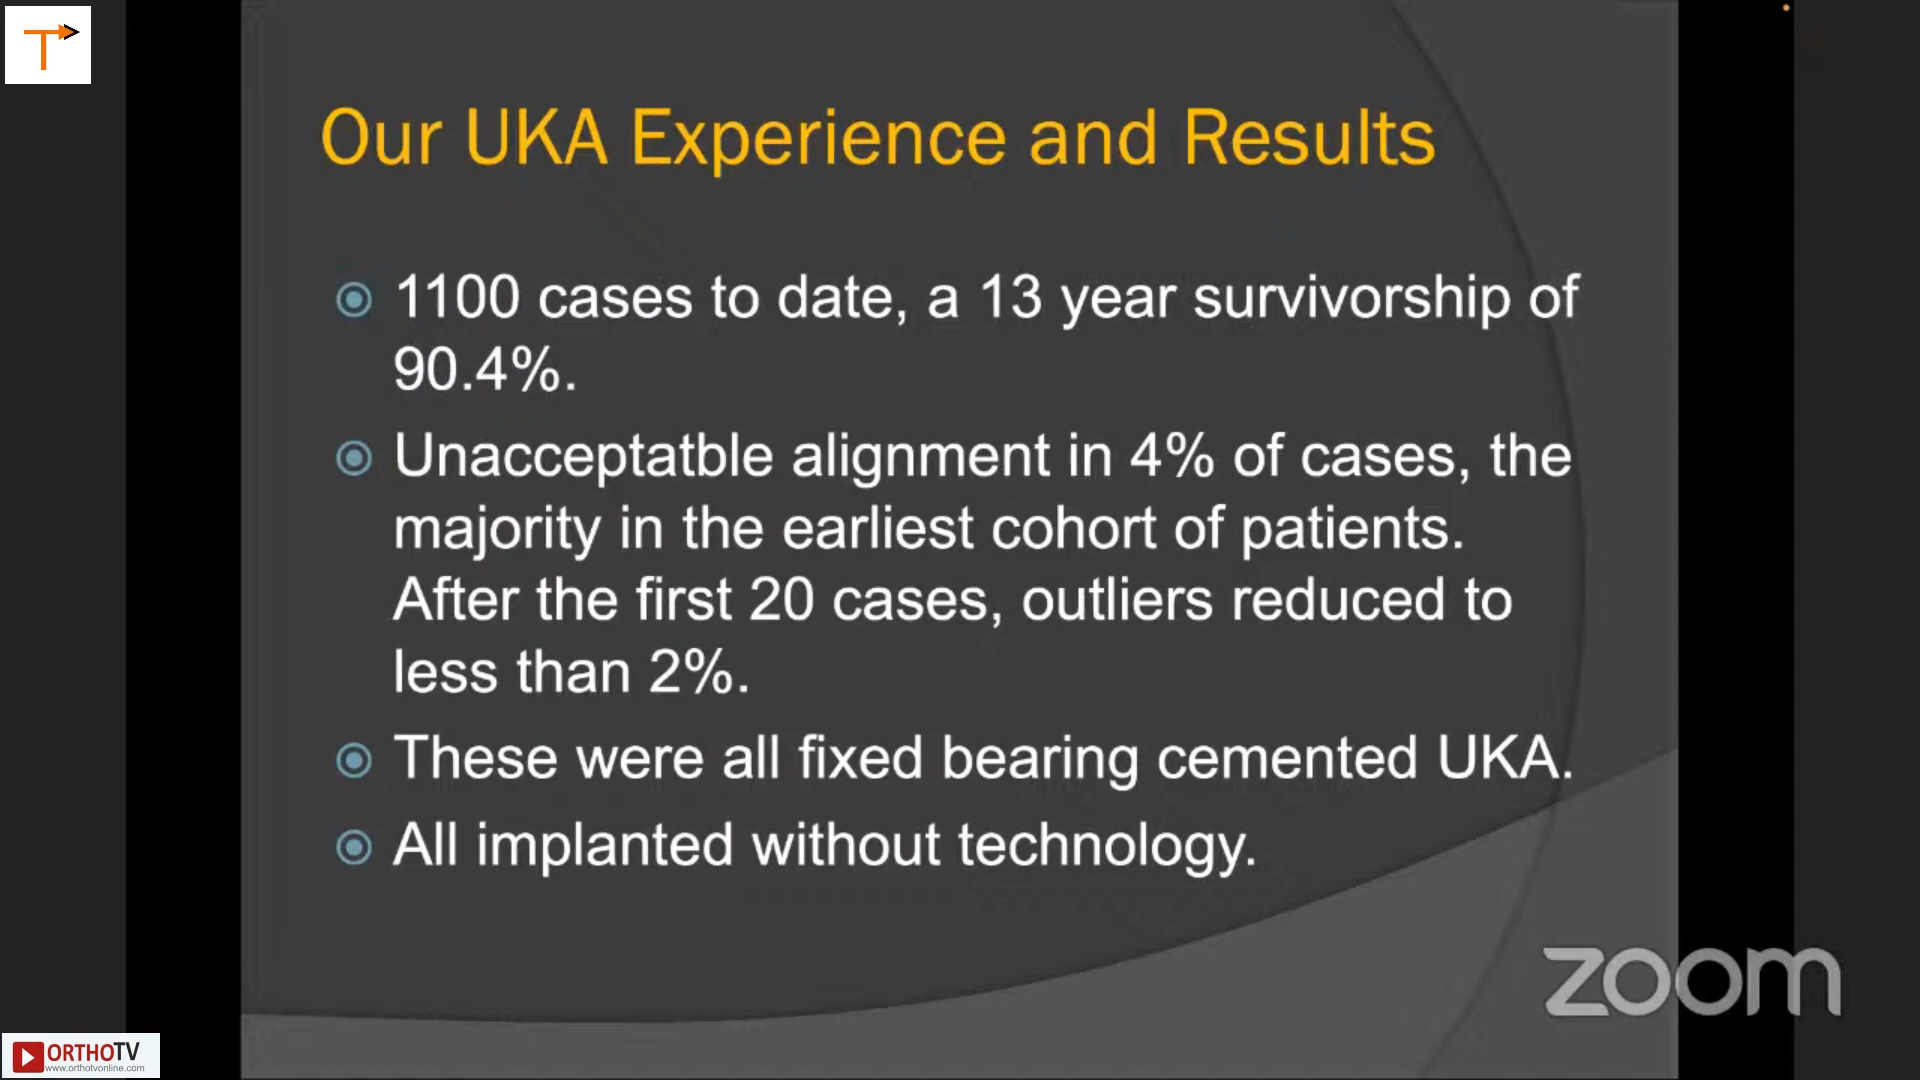 T
Our UKA Experience and Results
1100 cases to date, a 13 year survivorship of
90.4%.
Unacceptatble alignment in 4% of cases, the
majority in the earliest cohort of patients.
After the first 20 cases, outliers reduced to
less than 2%.
These were all fixed bearing cemented UKA.
All implanted without technology.
zoom
ORTHOTV
www.orthotvonline.com